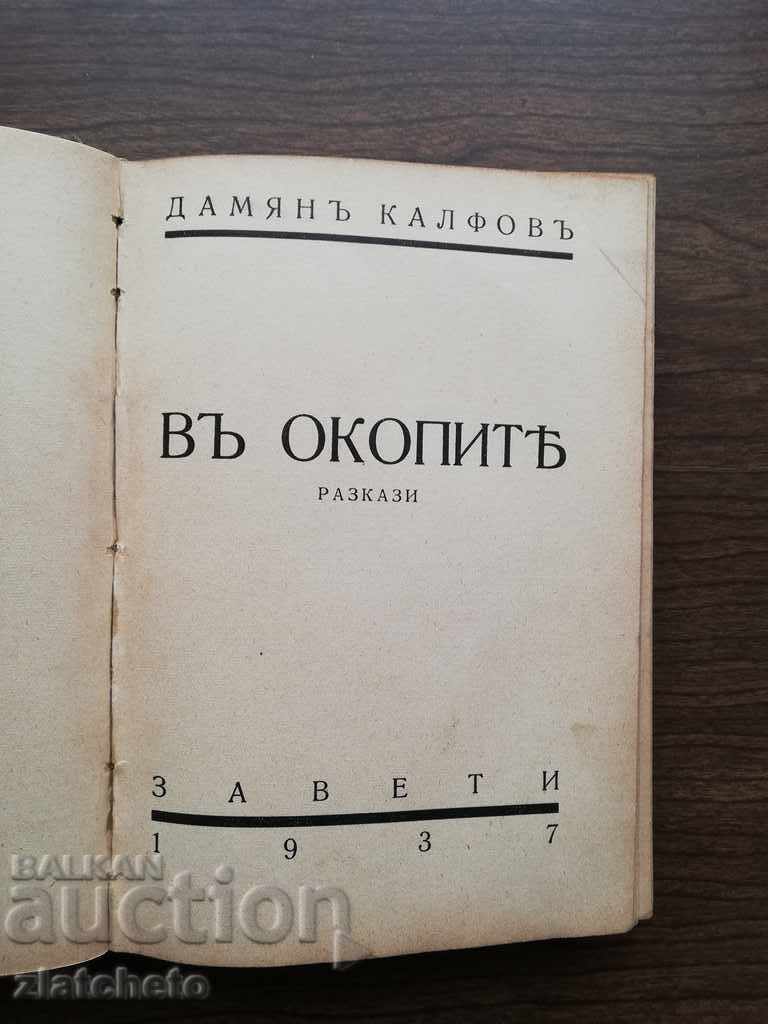 ДАМЯНЪ КАЛФОВЪ
ВЪ ОКОПИТѢ
РАЗКАЗИ
ЗАВЕТИ
1937
BALKAN
auction
zlatcheto